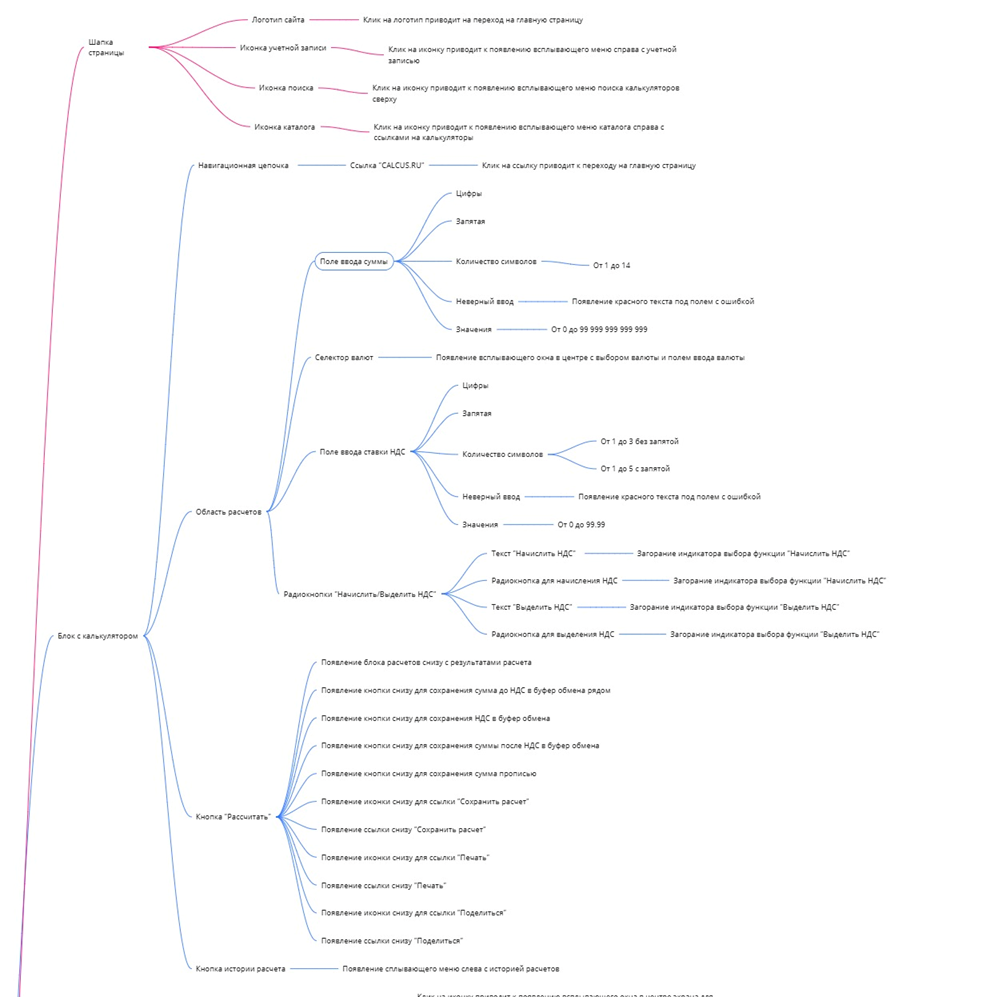 Логотип сайта
Клик на логотип приводит на переход на главную страницу
Шапка
страницы
Иконка учетной записи
Клик на иконку приводит к появлению всплывающего меню справа с учетной
записью
Иконка поиска
Клик на иконку приводит к появлению всплывающего меню поиска калькуляторов
сверху
Иконка каталога
Клик на иконку приводит к появлению всплывающего меню каталога справа с
ссылками на калькуляторы
Навигационная цепочка
Ссылка "CALCUS.RU"
Клик на ссылку приводит к переходу на главную страницу
Цифры
Запятая
Поле ввода суммы
Количество символов
От 1 до 14
Неверный ввод
Появление красного текста под полем с ошибкой
Значения
От 0 до 99 999 999 999 999
Селектор валют
Появление всплывающего окна в центре с выбором валюты и полем ввода валюты
Цифры
Запятая
Поле ввода ставки НДС
Количество символов
От 1 до 3 без запятой
От 1 до 5 с запятой
Неверный ввод
Появление красного текста под полем с ошибкой
Значения
От 0 до 99.99
Область расчетов
Текст "Начислить НДС"
Загорание индикатора выбора функции "Начислить НДС"
Радиокнопка для начисления НДС
Загорание индикатора выбора функции "Начислить НДС"
Радиокнопки "Начислить/Выделить НДС"
Текст "Выделить НДС"
Загорание индикатора выбора функции "Выделить НДС"
Радиокнопка для выделения НДС
Загорание индикатора выбора функции "Выделить НДС"
Блок с калькулятором
Появление блока расчетов снизу с результатами расчета
Появление кнопки снизу для сохранения сумма до НДС в буфер обмена рядом
Появление кнопки снизу для сохранения НДС в буфер обмена
Появление кнопки снизу для сохранения суммы после НДС в буфер обмена
Появление кнопки снизу для сохранения сумма прописью
Появление иконки снизу для ссылки "Сохранить расчет"
Кнопка "Рассчитать"
Появление ссылки снизу "Сохранить расчет"
Появление иконки снизу для ссылки "Печать"
Появление ссылки снизу "Печать"
Появление иконки снизу для ссылки "Поделиться"
Появление ссылки снизу "Поделиться"
Кнопка истории расчета
Появление сплывающего меню слева с историей расчетов
Клик на иконку приводит к появлению всплывающего окна в центре экрана для